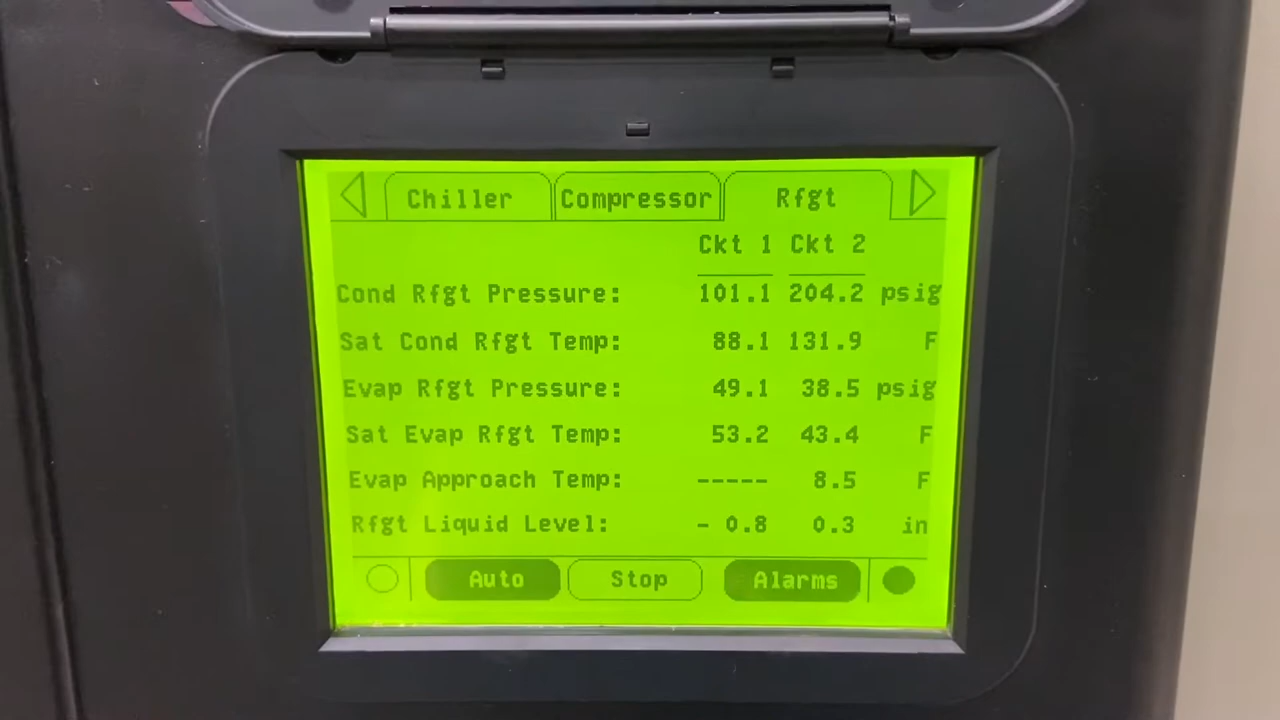 Chiller Compressor Rfgt
Ckt 1 Ckt 2
Cond Rfgt Pressure: 101.1 204.2 psig
Sat Cond Rfgt Temp: 88.1 131.9 F
Evap Rfgt Pressure: 49.1 38.5 psig
Sat Evap Rfgt Temp: 53.2 43.4 F
Evap Approach Temp: ----- 8.5 F
Rfgt Liquid Level: - 0.8 0.3 in
Auto Stop Alarms